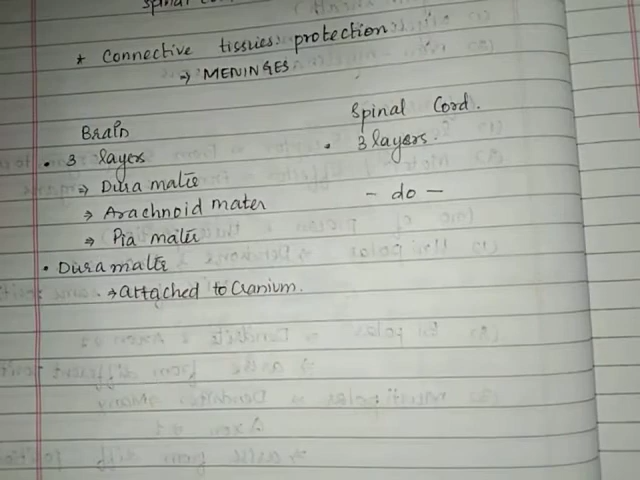 Spinal
* Connective tissues: protection:
→ MENINGES:
Brain
• 3 layers
→ Dura mater
→ Arachnoid mater
→ Pia mater
• Dura mater
→ attached to Cranium.
Spinal Cord.
• 3 layers.
- do -